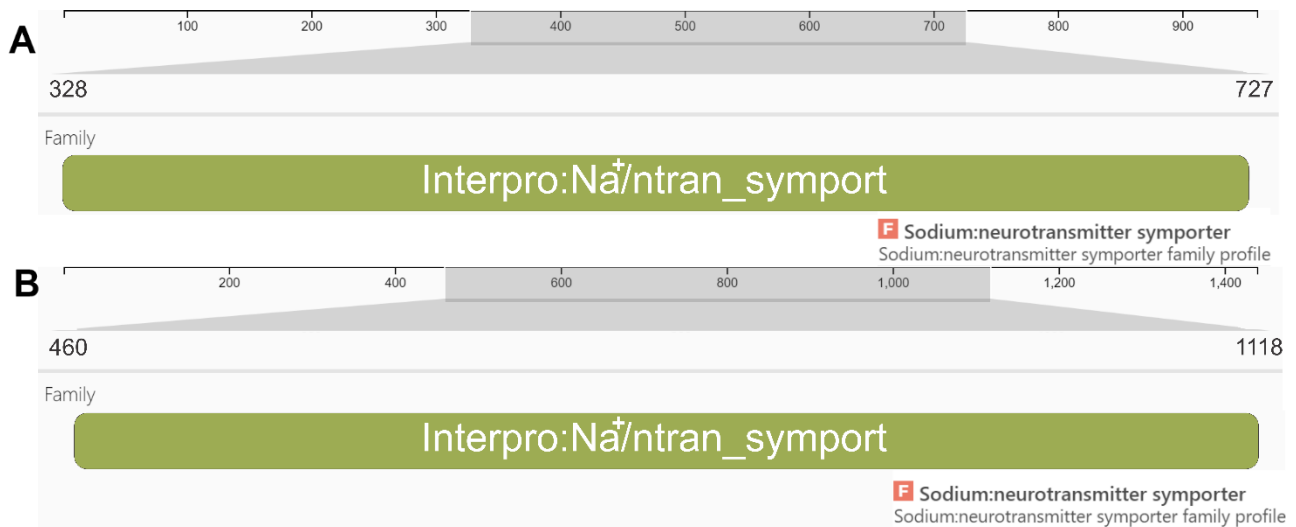 A
100 200 300 400 500 600 700 800 900
328 727
Family
Interpro:Na+/ntran_symport
F Sodium:neurotransmitter symporter
Sodium:neurotransmitter symporter family profile
B
200 400 600 800 1,000 1,200 1,400
460 1118
Family
Interpro:Na+/ntran_symport
F Sodium:neurotransmitter symporter
Sodium:neurotransmitter symporter family profile